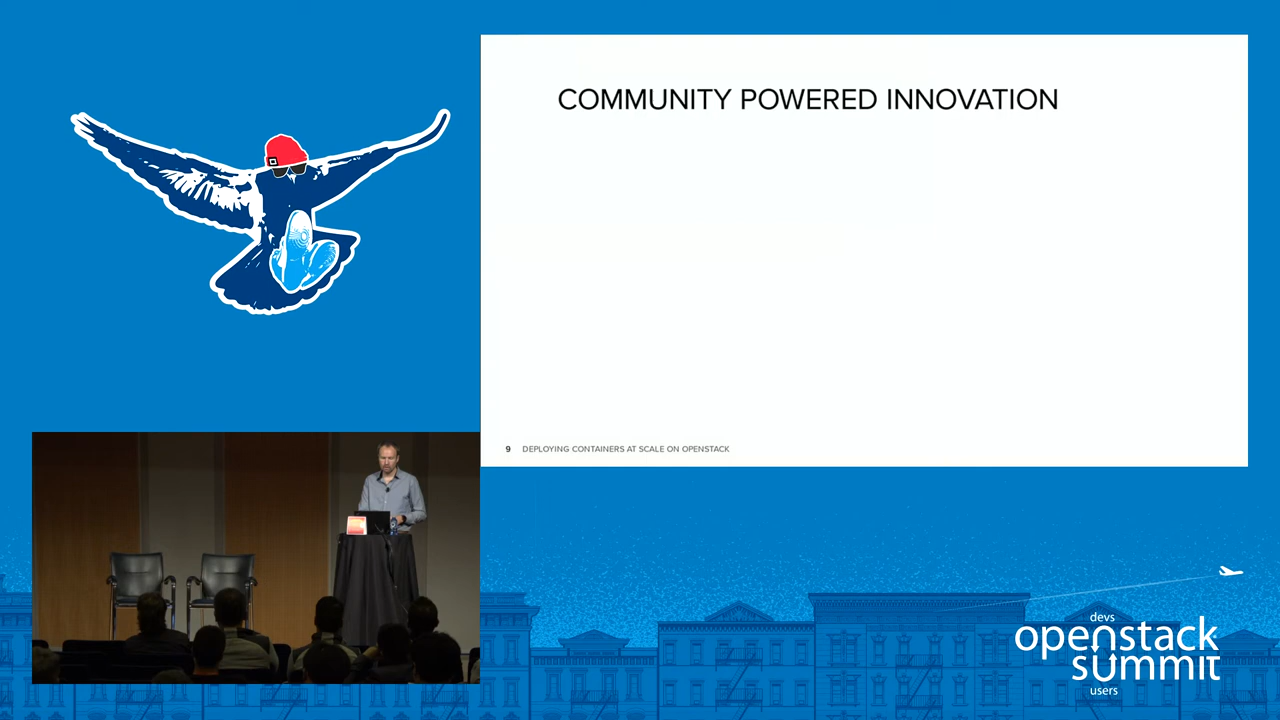 COMMUNITY POWERED INNOVATION
9 DEPLOYING CONTAINERS AT SCALE ON OPENSTACK
devs
openstack
summit
users